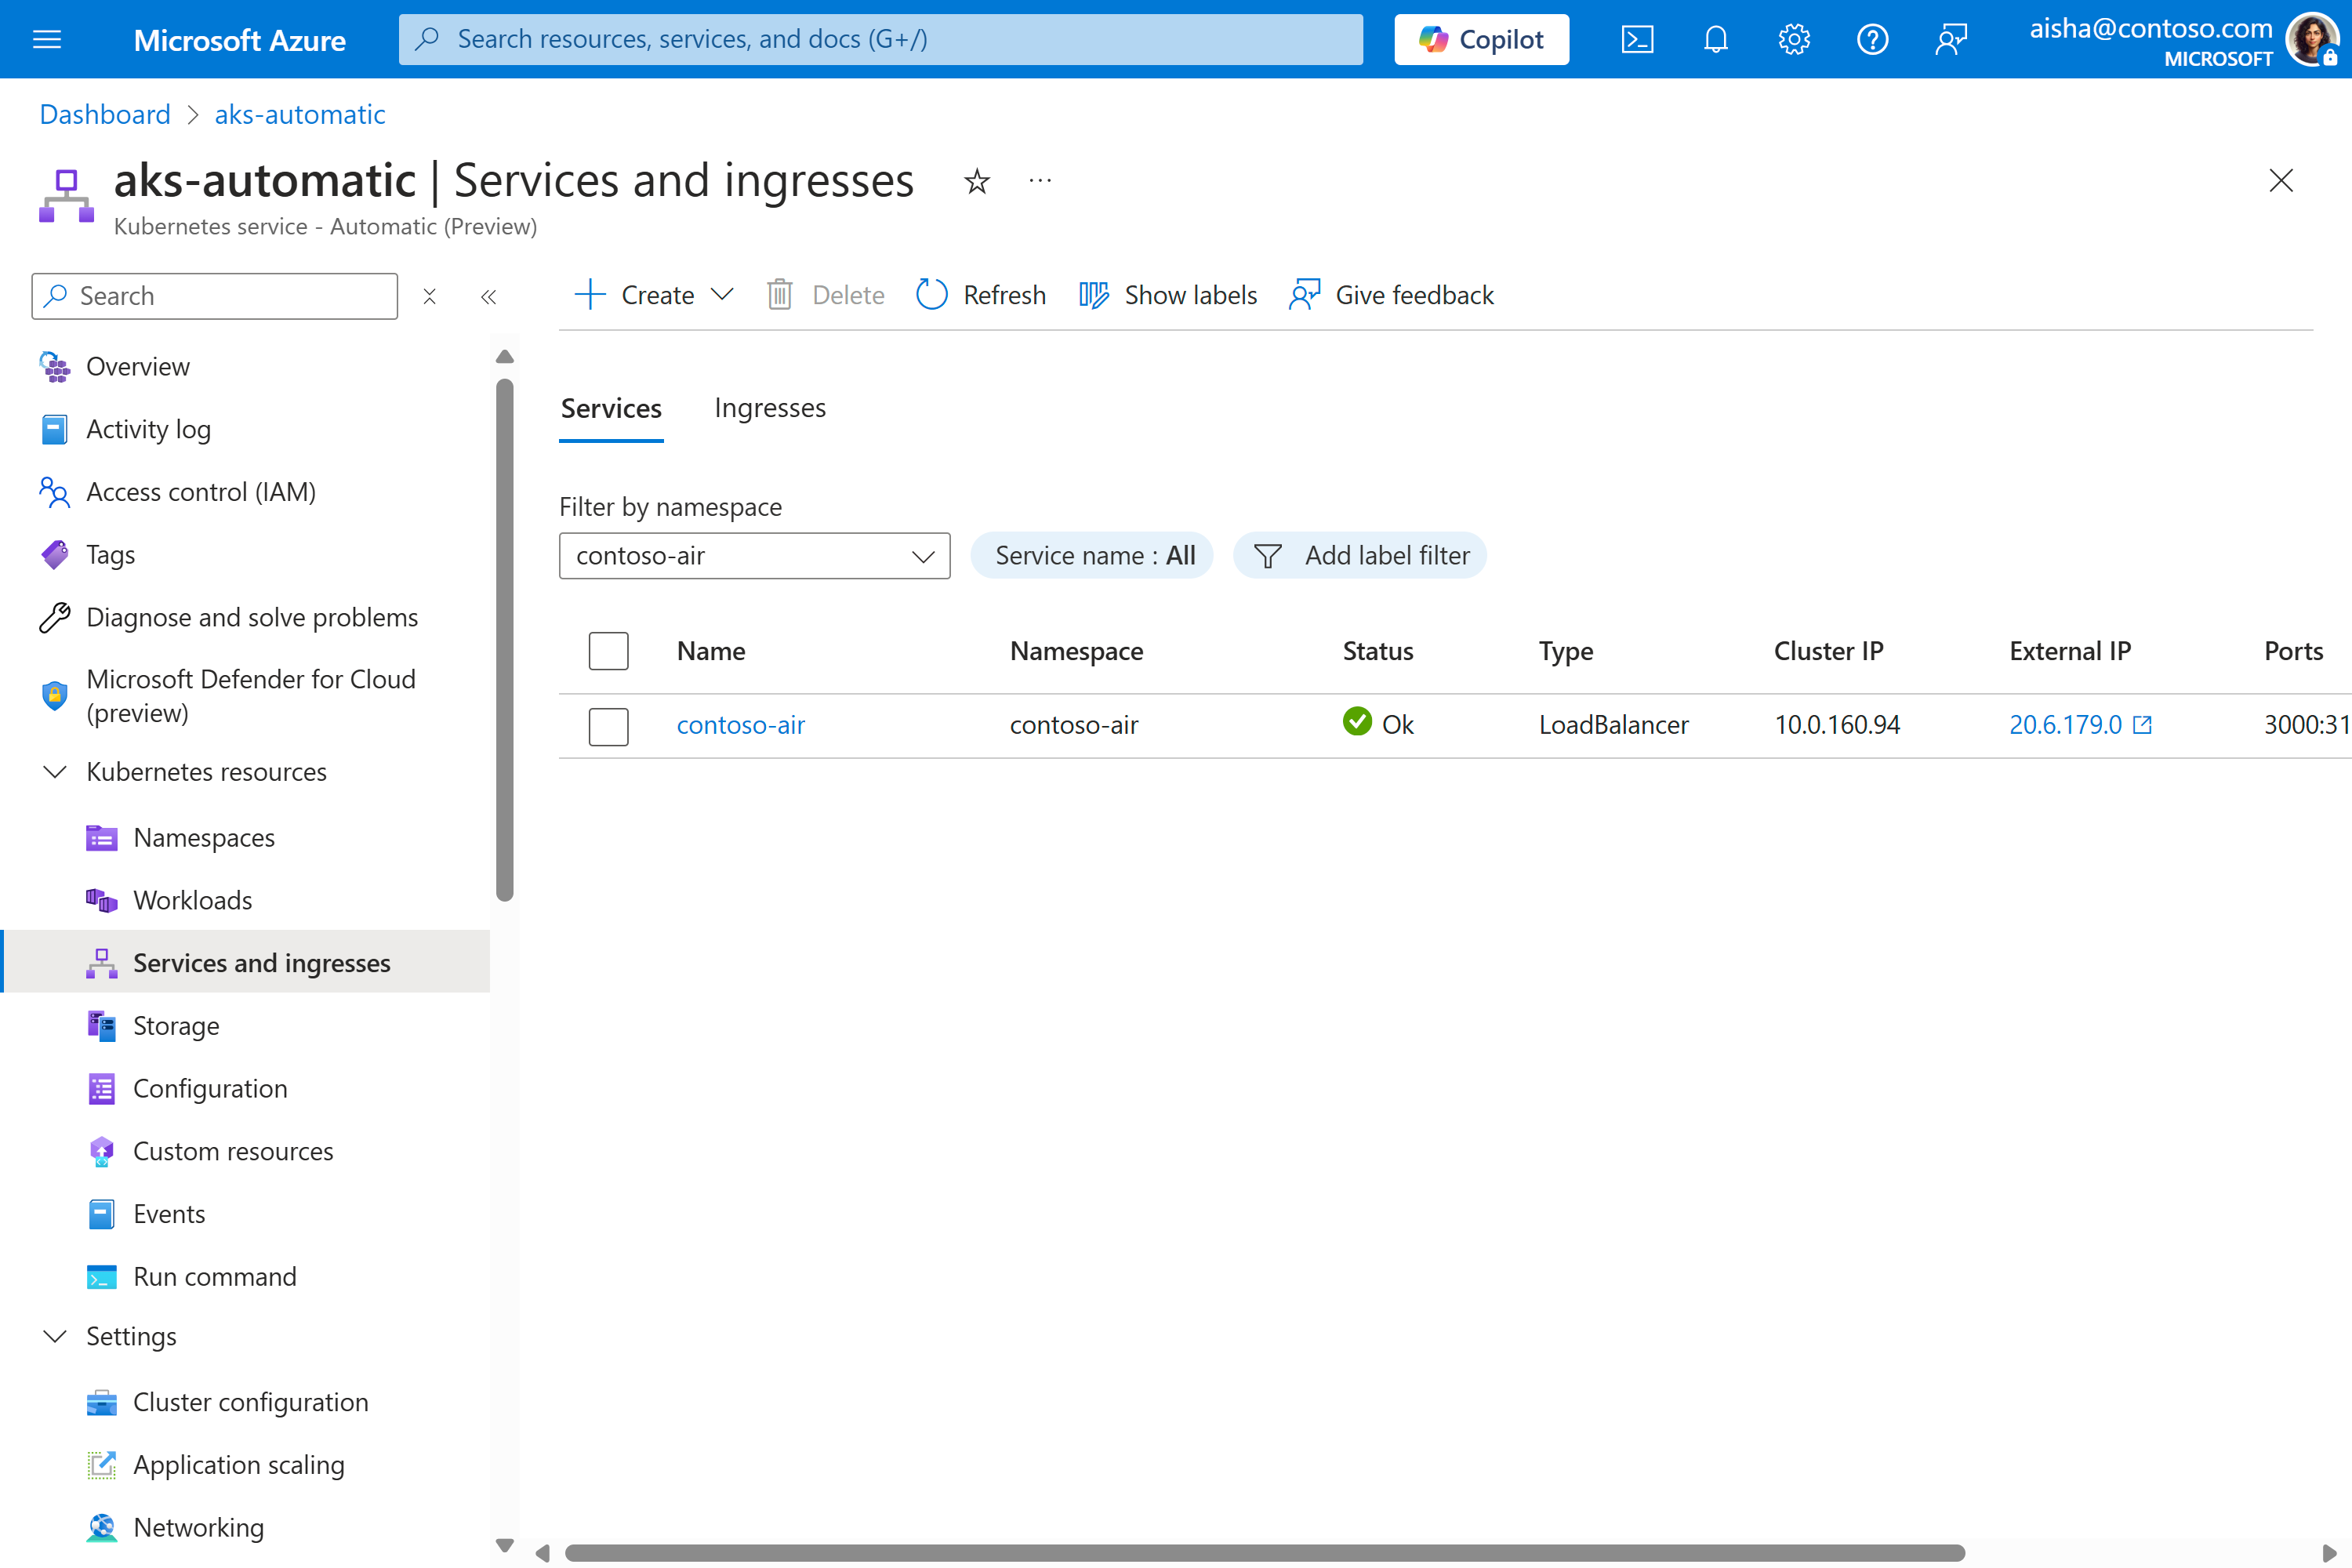 Microsoft Azure
Search resources, services, and docs (G+/)
Copilot
aisha@contoso.com
MICROSOFT
Dashboard > aks-automatic
aks-automatic | Services and ingresses
Kubernetes service - Automatic (Preview)
Search
Create
Delete
Refresh
Show labels
Give feedback
Overview
Activity log
Access control (IAM)
Tags
Diagnose and solve problems
Microsoft Defender for Cloud
(preview)
Kubernetes resources
Namespaces
Workloads
Services and ingresses
Storage
Configuration
Custom resources
Events
Run command
Settings
Cluster configuration
Application scaling
Networking
Services
Ingresses
Filter by namespace
contoso-air
Service name : All
Add label filter
Name Namespace Status Type Cluster IP External IP Ports
contoso-air contoso-air Ok LoadBalancer 10.0.160.94 20.6.179.0 3000:31